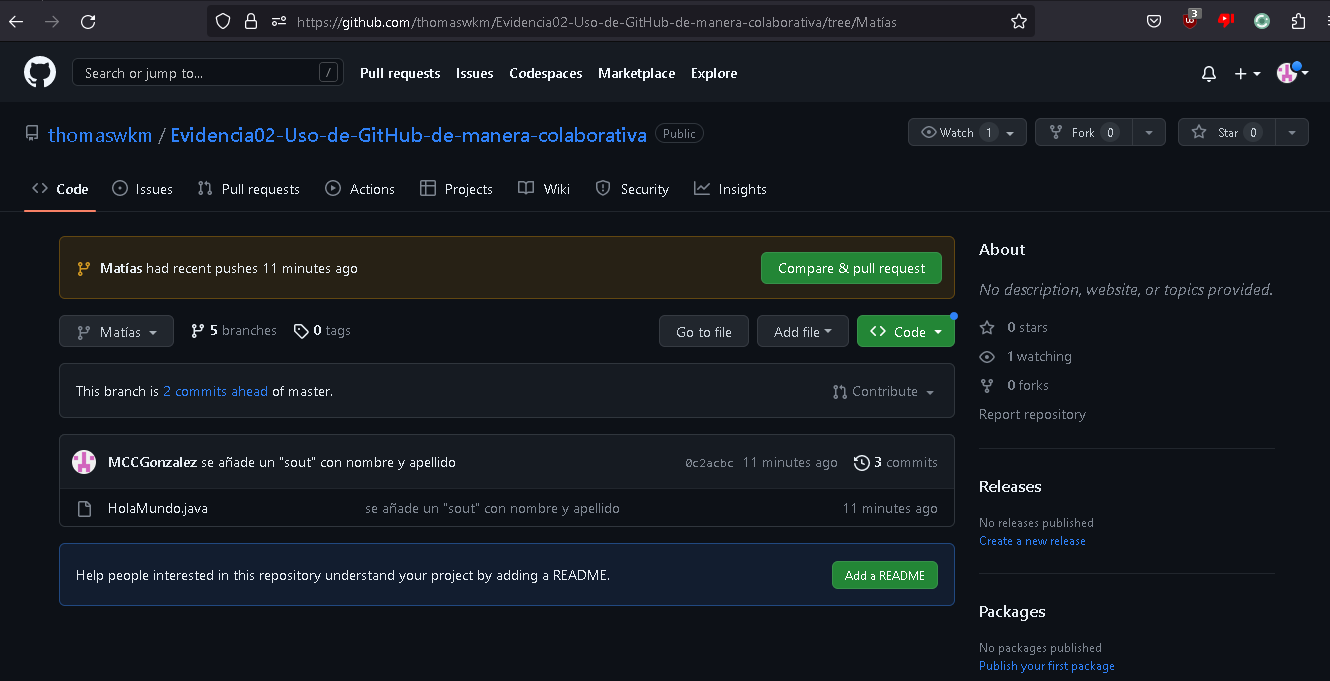 https://github.com/thomaswkm/Evidencia02-Uso-de-GitHub-de-manera-colaborativa/tree/Matías
3
Search or jump to... /
Pull requests Issues Codespaces Marketplace Explore
thomaswkm / Evidencia02-Uso-de-GitHub-de-manera-colaborativa Public
Watch 1 Fork 0 Star 0
Code Issues Pull requests Actions Projects Wiki Security Insights
Matías had recent pushes 11 minutes ago Compare & pull request
Matías 5 branches 0 tags Go to file Add file Code
This branch is 2 commits ahead of master. Contribute
MCCGonzalez se añade un "sout" con nombre y apellido 0c2acbc 11 minutes ago 3 commits
HolaMundo.java se añade un "sout" con nombre y apellido 11 minutes ago
Help people interested in this repository understand your project by adding a README. Add a README
About
No description, website, or topics provided.
0 stars
1 watching
0 forks
Report repository
Releases
No releases published
Create a new release
Packages
No packages published
Publish your first package